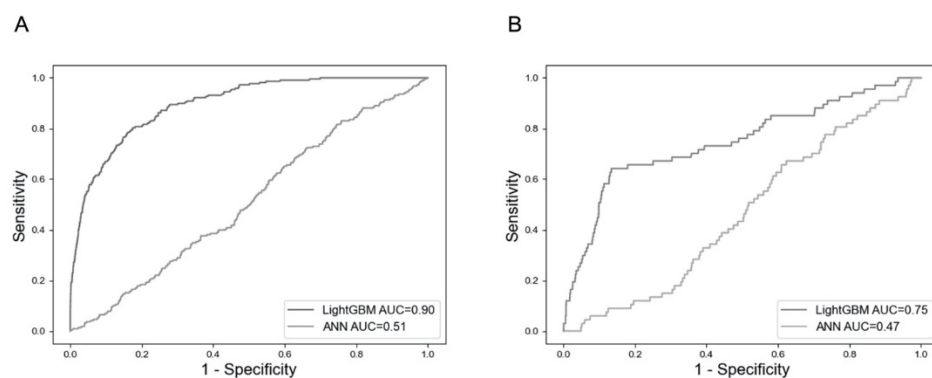 A
1.0
0.8
0.6
0.4
0.2
0.0
Sensitivity
LightGBM AUC=0.90
ANN AUC=0.51
0.0 0.2 0.4 0.6 0.8 1.0
1 - Specificity
B
1.0
0.8
0.6
0.4
0.2
0.0
Sensitivity
LightGBM AUC=0.75
ANN AUC=0.47
0.0 0.2 0.4 0.6 0.8 1.0
1 - Specificity